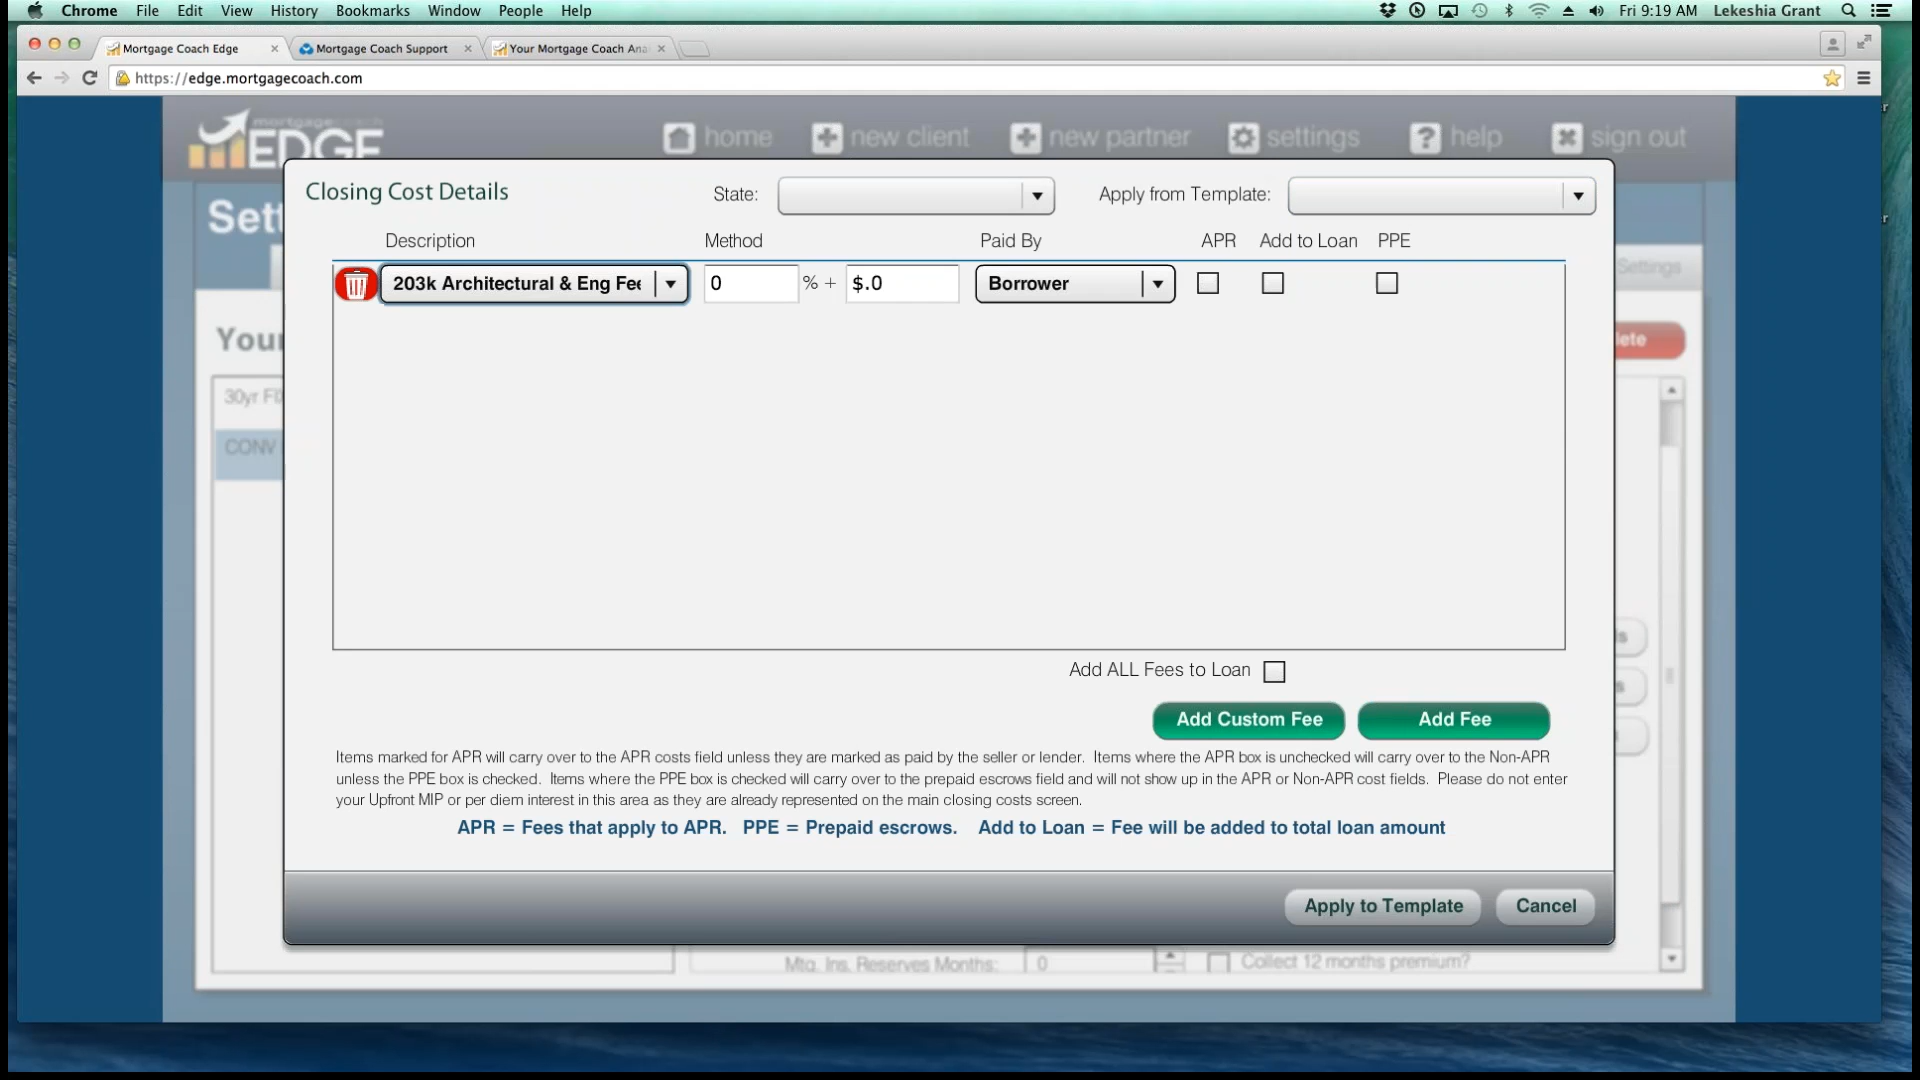 Chrome File Edit View History Bookmarks Window People Help Fri 9:19 AM Lekeshia Grant
Mortgage Coach Edge Mortgage Coach Support Your Mortgage Coach Ana
https://edge.mortgagecoach.com
mortgagecoach
EDGE home new client new partner settings help sign out
Closing Cost Details State: Apply from Template:
Sett
Description Method Paid By APR Add to Loan PPE
Settings
203k Architectural & Eng Fee 0 % + $.0 Borrower
Your
lete
30yr FI
CONV
Add ALL Fees to Loan
Add Custom Fee Add Fee
Items marked for APR will carry over to the APR costs field unless they are marked as paid by the seller or lender. Items where the APR box is unchecked will carry over to the Non-APR
unless the PPE box is checked. Items where the PPE box is checked will carry over to the prepaid escrows field and will not show up in the APR or Non-APR cost fields. Please do not enter
your Upfront MIP or per diem interest in this area as they are already represented on the main closing costs screen.
APR = Fees that apply to APR. PPE = Prepaid escrows. Add to Loan = Fee will be added to total loan amount
Apply to Template Cancel
Mtg. Ins. Reserves Months: 0 Collect 12 months premium?